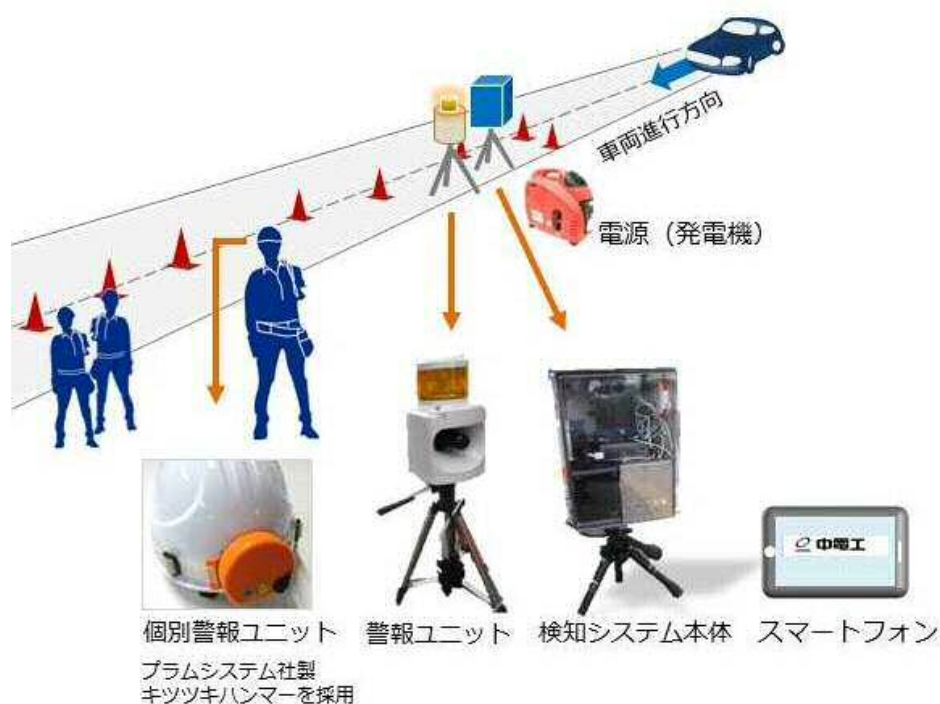 車両進行方向
電源（発電機）
中電工
個別警報ユニット
警報ユニット
検知システム本体
スマートフォン
プラムシステム社製
キツツキハンマーを採用